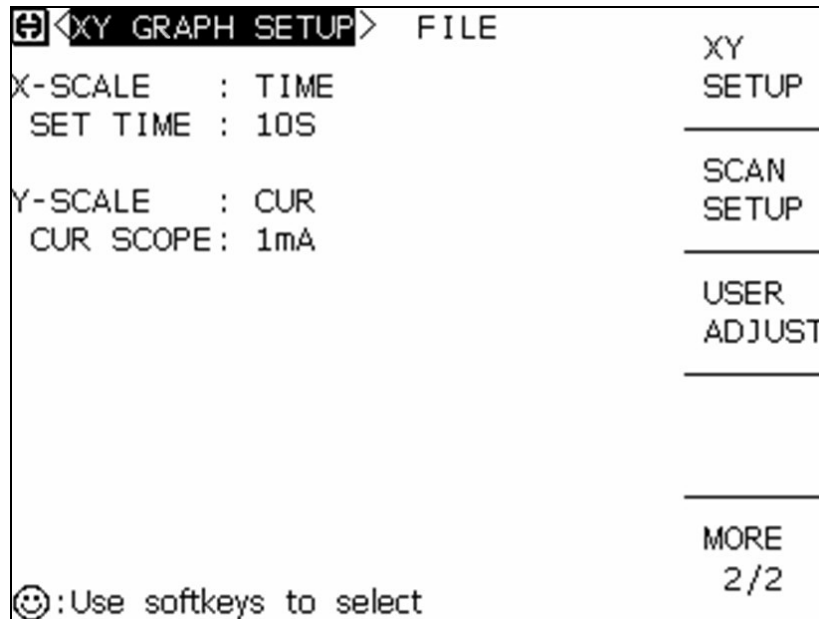 <XY GRAPH SETUP> FILE
X-SCALE : TIME
SET TIME : 10S
Y-SCALE : CUR
CUR SCOPE: 1mA
:Use softkeys to select
XY
SETUP
SCAN
SETUP
USER
ADJUST
MORE
2/2